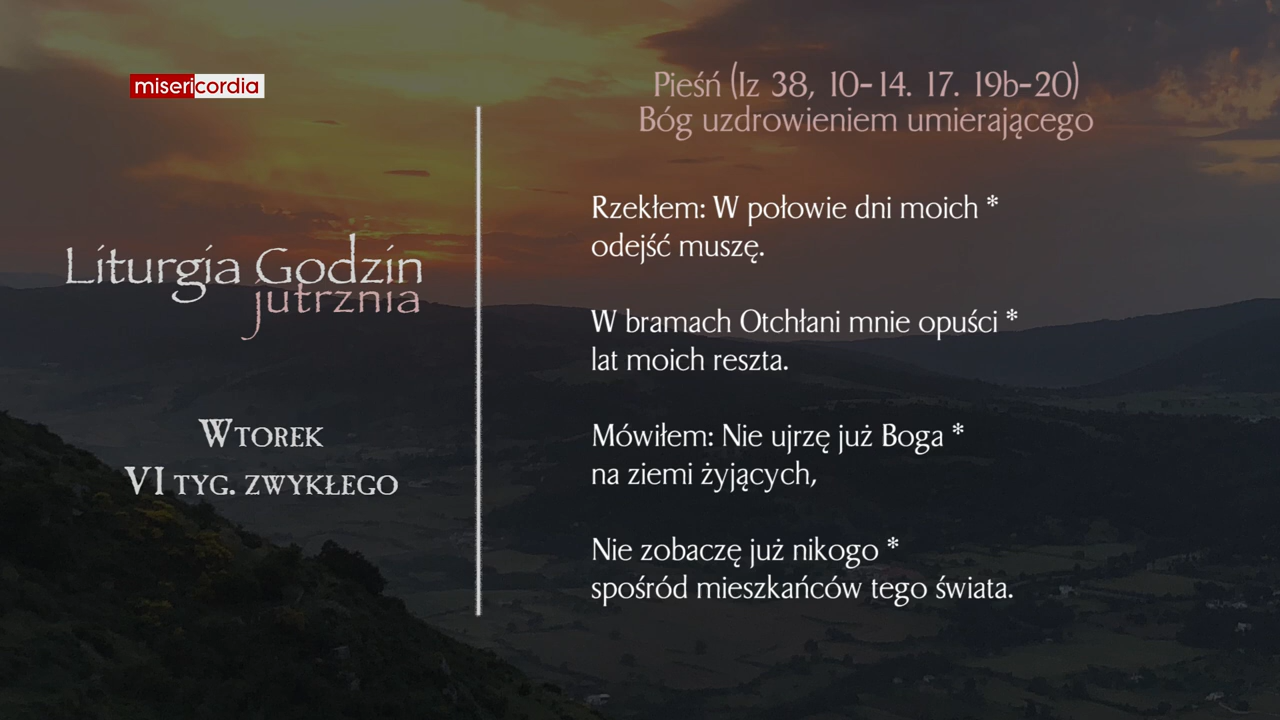 misericordia
Liturgia Godzin
jutrznia
Wtorek
VI tyg. zwykłego
Pieśń (Iz 38, 10-14. 17. 19b-20)
Bóg uzdrowieniem umierającego
Rzekłem: W połowie dni moich *
odejść muszę.
W bramach Otchłani mnie opuści *
lat moich reszta.
Mówiłem: Nie ujrzę już Boga *
na ziemi żyjących,
Nie zobaczę już nikogo *
spośród mieszkańców tego świata.